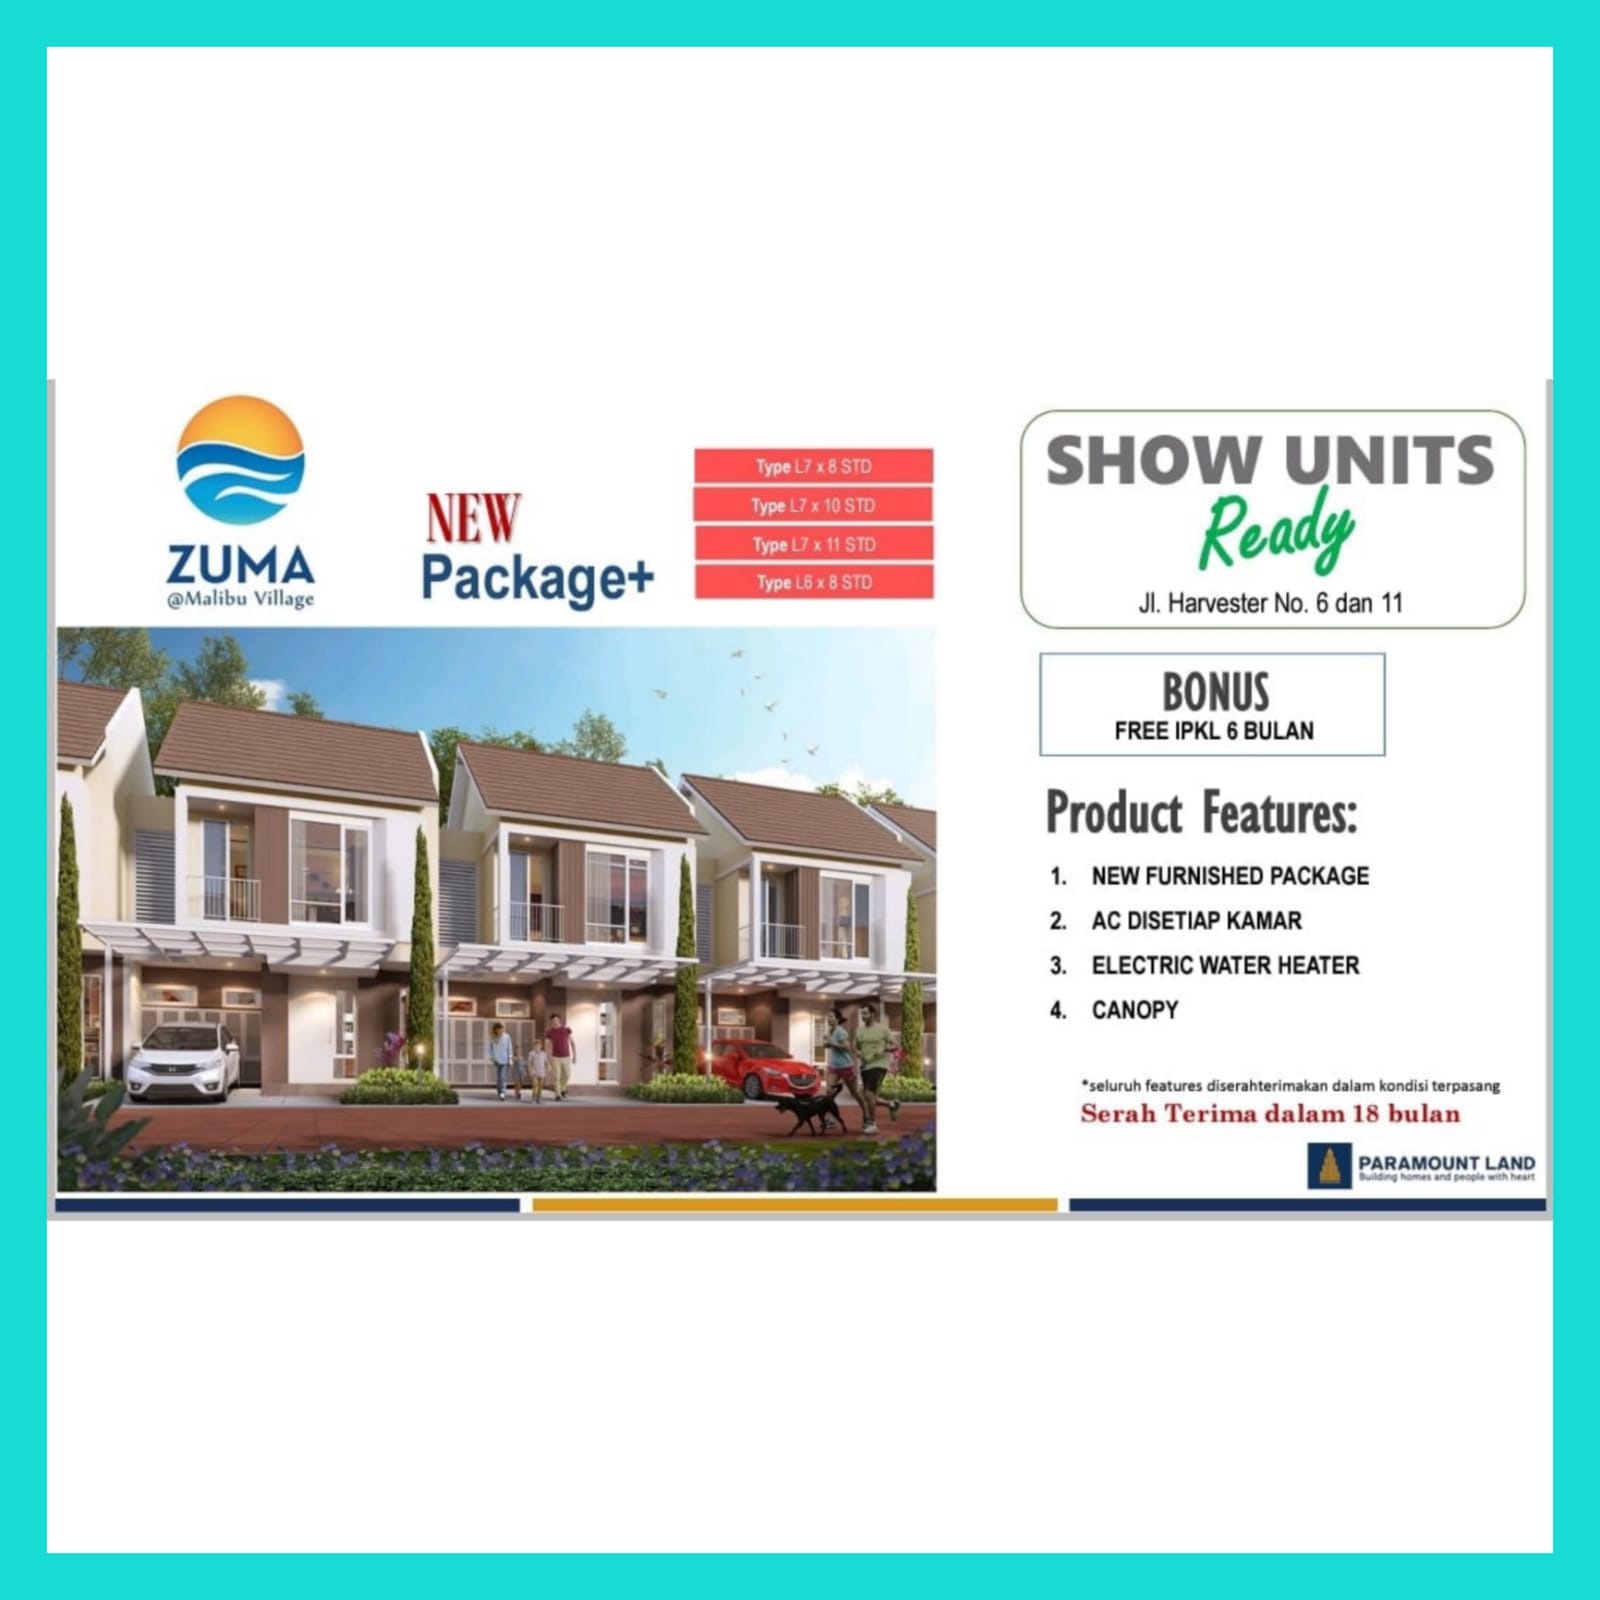 ZUMA
@Malibu Village
NEW
Package+
Type L7 x 8 STD
Type L7 x 10 STD
Type L7 x 11 STD
Type L6 x 8 STD
SHOW UNITS
Ready
Jl. Harvester No. 6 dan 11
BONUS
FREE IPKL 6 BULAN
Product Features:
1. NEW FURNISHED PACKAGE
2. AC DISETIAP KAMAR
3. ELECTRIC WATER HEATER
4. CANOPY
*seluruh features diserahterimakan dalam kondisi terpasang
Serah Terima dalam 18 bulan
PARAMOUNT LAND
Building homes and people with heart